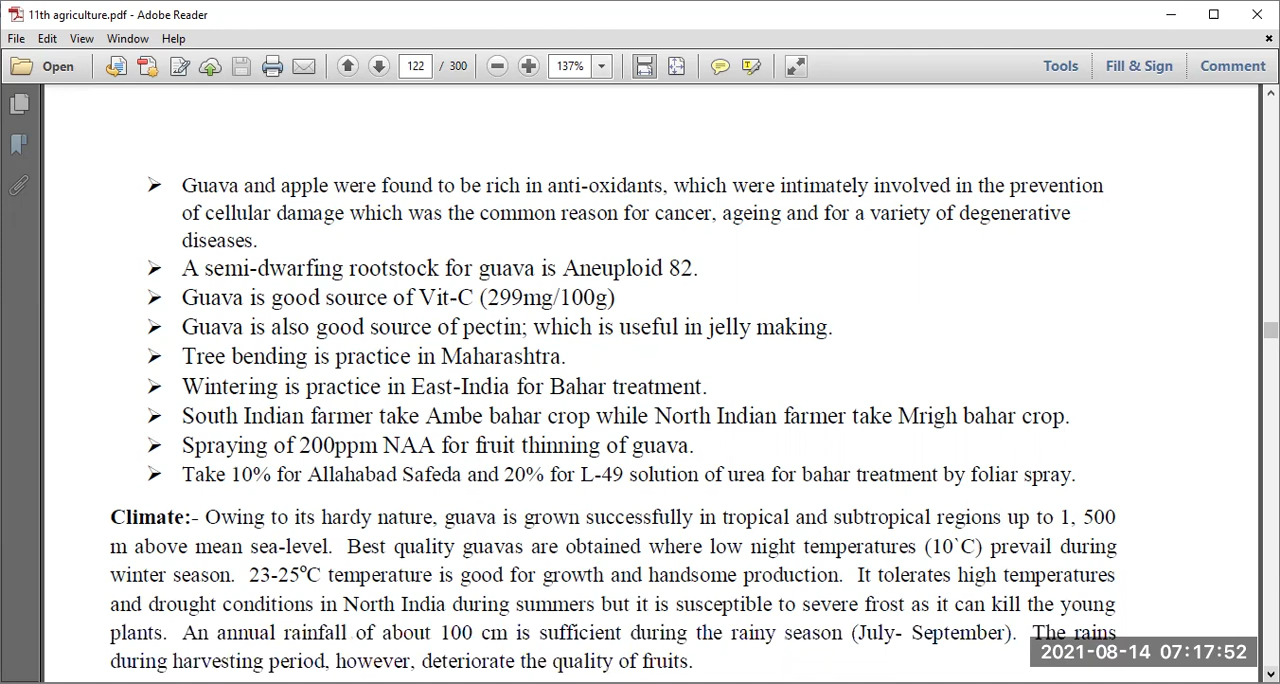 11th agriculture.pdf - Adobe Reader
File Edit View Window Help
Open 122 / 300 137% Tools Fill & Sign Comment
Guava and apple were found to be rich in anti-oxidants, which were intimately involved in the prevention
of cellular damage which was the common reason for cancer, ageing and for a variety of degenerative
diseases.
A semi-dwarfing rootstock for guava is Aneuploid 82.
Guava is good source of Vit-C (299mg/100g)
Guava is also good source of pectin; which is useful in jelly making.
Tree bending is practice in Maharashtra.
Wintering is practice in East-India for Bahar treatment.
South Indian farmer take Ambe bahar crop while North Indian farmer take Mrigh bahar crop.
Spraying of 200ppm NAA for fruit thinning of guava.
Take 10% for Allahabad Safeda and 20% for L-49 solution of urea for bahar treatment by foliar spray.
Climate:- Owing to its hardy nature, guava is grown successfully in tropical and subtropical regions up to 1, 500
m above mean sea-level. Best quality guavas are obtained where low night temperatures (10`C) prevail during
winter season. 23-25°C temperature is good for growth and handsome production. It tolerates high temperatures
and drought conditions in North India during summers but it is susceptible to severe frost as it can kill the young
plants. An annual rainfall of about 100 cm is sufficient during the rainy season (July- September). The rains
during harvesting period, however, deteriorate the quality of fruits.
2021-08-14 07:17:52